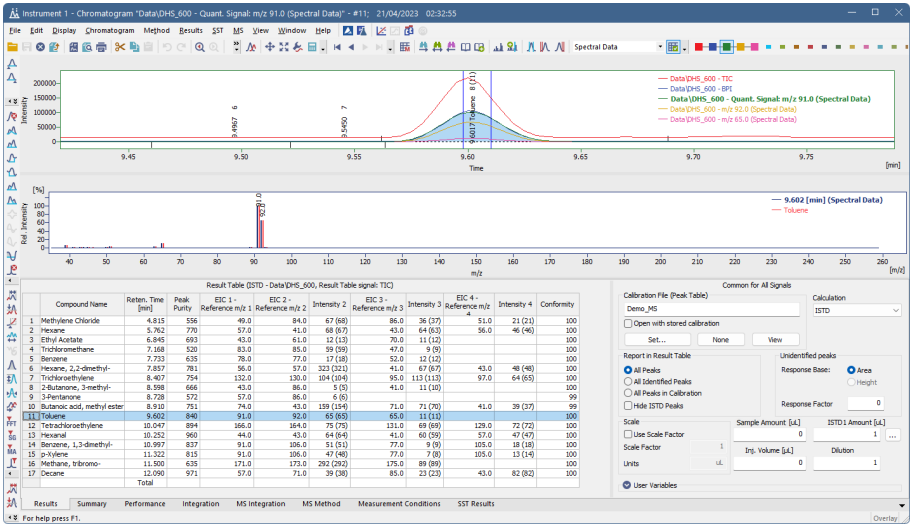 Instrument 1 - Chromatogram "Data\DHS_600 - Quant. Signal: m/z 91.0 (Spectral Data)" - #11; 21/04/2023 02:32:55
File Edit Display Chromatogram Method Results SST MS View Window Help
Spectral Data
Intensity
200000
150000
100000
50000
0
9.4967 6
9.5450 7
9.6017 Toluene 8 (11)
Data\DHS_600 - TIC
Data\DHS_600 - BPI
Data\DHS_600 - Quant. Signal: m/z 91.0 (Spectral Data)
Data\DHS_600 - m/z 92.0 (Spectral Data)
Data\DHS_600 - m/z 65.0 (Spectral Data)
9.45 9.50 9.55 9.60 9.65 9.70 9.75
Time [min]
[%]
Rel. Intensity
100
80
60
40
20
0
91.0
92.0
9.602 [min] (Spectral Data)
Toluene
40 50 60 70 80 90 100 110 120 130 140 150 160 170 180 190 200 210 220 230 240 250 260
m/z [m/z]
Result Table (ISTD - Data\DHS_600, Result Table signal: TIC)
Compound Name Reten. Time [min] Peak Purity EIC 1 - Reference m/z 1 EIC 2 - Reference m/z 2 Intensity 2 EIC 3 - Reference m/z 3 Intensity 3 EIC 4 - Reference m/z 4 Intensity 4 Conformity
1 Methylene Chloride 4.815 556 49.0 84.0 67 (68) 86.0 36 (37) 51.0 21 (21) 100
2 Hexane 5.762 770 57.0 41.0 68 (67) 43.0 64 (63) 56.0 46 (46) 100
3 Ethyl Acetate 6.845 693 43.0 61.0 12 (13) 70.0 11 (12) 100
4 Trichloromethane 7.168 520 83.0 85.0 59 (59) 47.0 9 (9) 100
5 Benzene 7.733 635 78.0 77.0 17 (18) 52.0 12 (12) 100
6 Hexane, 2,2-dimethyl- 7.857 781 56.0 57.0 323 (321) 41.0 67 (67) 43.0 48 (48) 100
7 Trichloroethylene 8.407 754 132.0 130.0 104 (104) 95.0 113 (113) 97.0 64 (65) 100
8 2-Butanone, 3-methyl- 8.598 666 43.0 86.0 5 (5) 41.0 11 (10) 100
9 3-Pentanone 8.728 572 57.0 86.0 6 (6) 99
10 Butanoic acid, methyl ester 8.910 751 74.0 43.0 159 (154) 71.0 71 (70) 41.0 39 (37) 99
11 Toluene 9.602 840 91.0 92.0 65 (65) 65.0 11 (11) 100
12 Tetrachloroethylene 10.047 894 166.0 164.0 75 (75) 131.0 69 (69) 129.0 72 (72) 100
13 Hexanal 10.252 960 44.0 43.0 64 (64) 41.0 60 (59) 57.0 47 (47) 100
14 Benzene, 1,3-dimethyl- 10.997 837 91.0 106.0 51 (51) 77.0 9 (9) 105.0 18 (18) 100
15 p-Xylene 11.322 815 91.0 106.0 47 (48) 77.0 7 (8) 105.0 13 (14) 100
16 Methane, tribromo- 11.500 635 171.0 173.0 292 (292) 175.0 89 (89) 100
17 Decane 12.090 971 57.0 71.0 39 (38) 85.0 23 (23) 43.0 82 (82) 100
Total
Common for All Signals
Calibration File (Peak Table)
Demo_MS
Open with stored calibration
Set... None View
Calculation
ISTD
Report in Result Table
All Peaks
All Identified Peaks
All Peaks in Calibration
Hide ISTD Peaks
Unidentified peaks
Response Base: Area
Height
Response Factor 0
Scale
Use Scale Factor
Scale Factor 1
Units uL
Sample Amount [uL] ISTD1 Amount [uL]
0 1 ...
Inj. Volume [µL] Dilution
0 1
User Variables
Results Summary Performance Integration MS Integration MS Method Measurement Conditions SST Results
For help press F1. Overlay